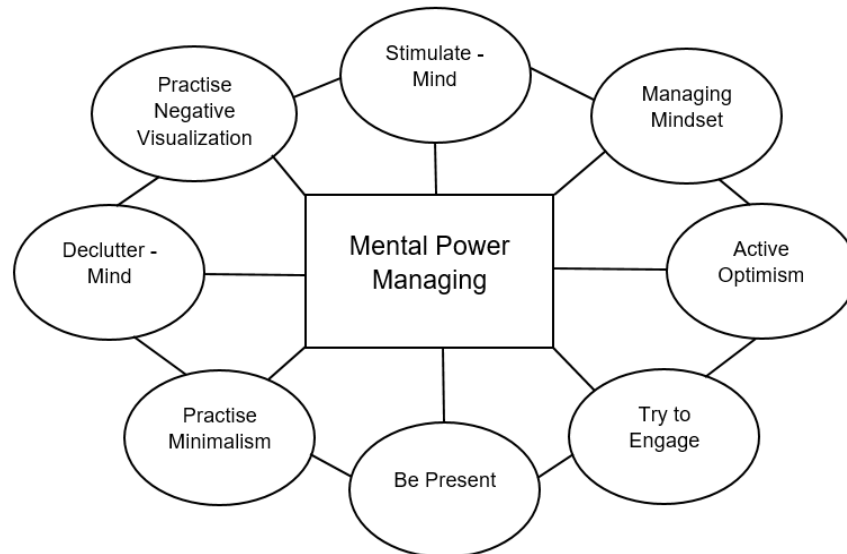 Stimulate -
Mind
Practise
Negative
Visualization
Managing
Mindset
Declutter -
Mind
Mental Power
Managing
Active
Optimism
Practise
Minimalism
Try to
Engage
Be Present